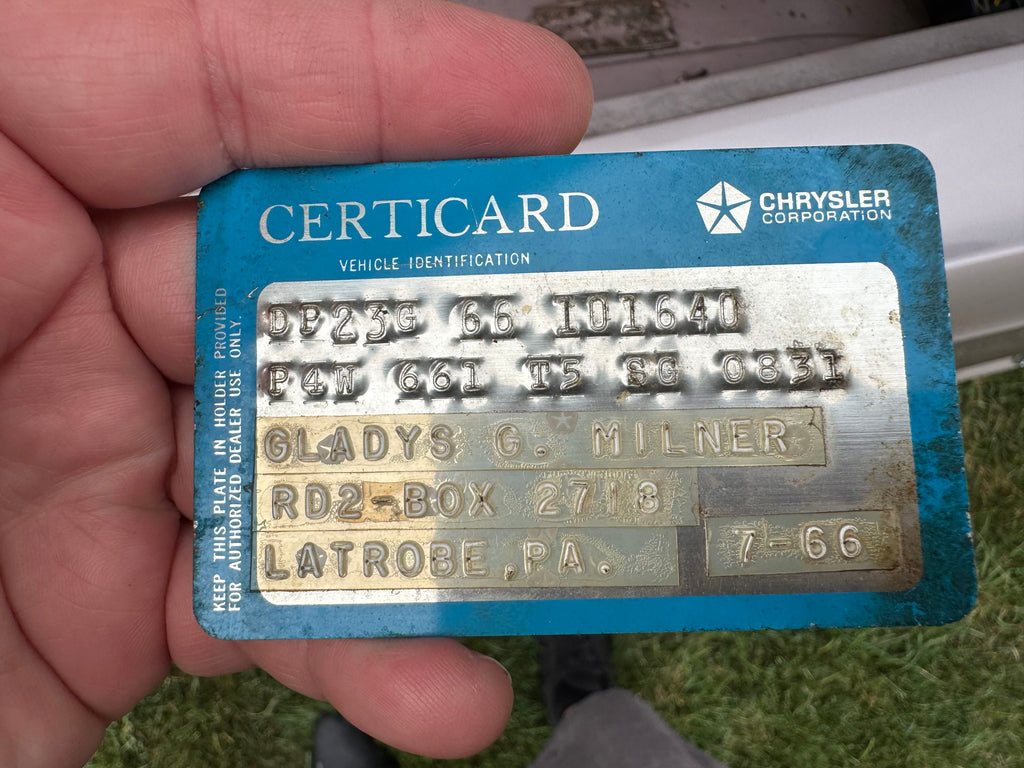 CERTICARD
CHRYSLER
CORPORATION
VEHICLE IDENTIFICATION
DP23G 66 101640
P4W 661 T5 SG 0831
GLADYS G. MILNER
RD2-BOX 2718
LATROBE,PA.
7-66
KEEP THIS PLATE IN HOLDER PROVIDED
FOR AUTHORIZED DEALER USE ONLY.